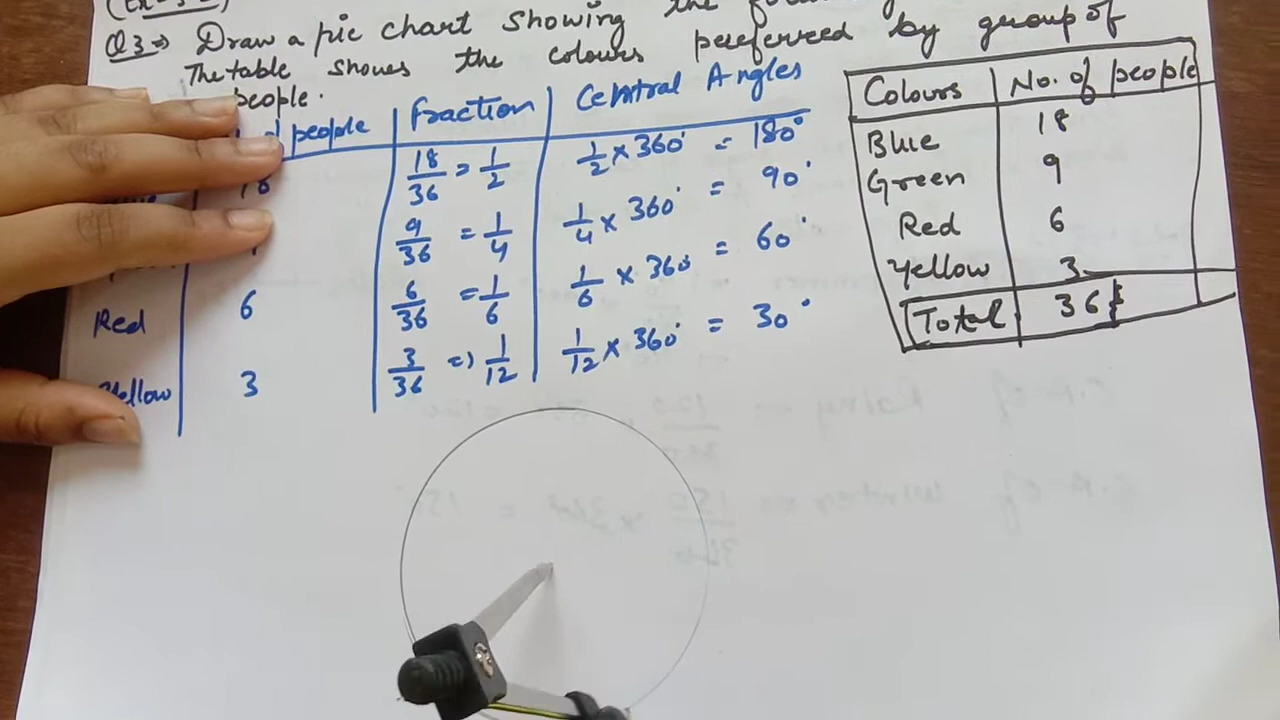 Q3 => Draw a pie chart showing the
The table shows the colours preferred by group of
people.
people | fraction | Central Angles
18 | 18/36 = 1/2 | 1/2 × 360° = 180°
9/36 = 1/4 | 1/4 × 360° = 90°
Red | 6 | 6/36 = 1/6 | 1/6 × 360° = 60°
Yellow | 3 | 3/36 => 1/12 | 1/12 × 360° = 30°
Colours | No. of people
Blue | 18
Green | 9
Red | 6
Yellow | 3
Total | 36